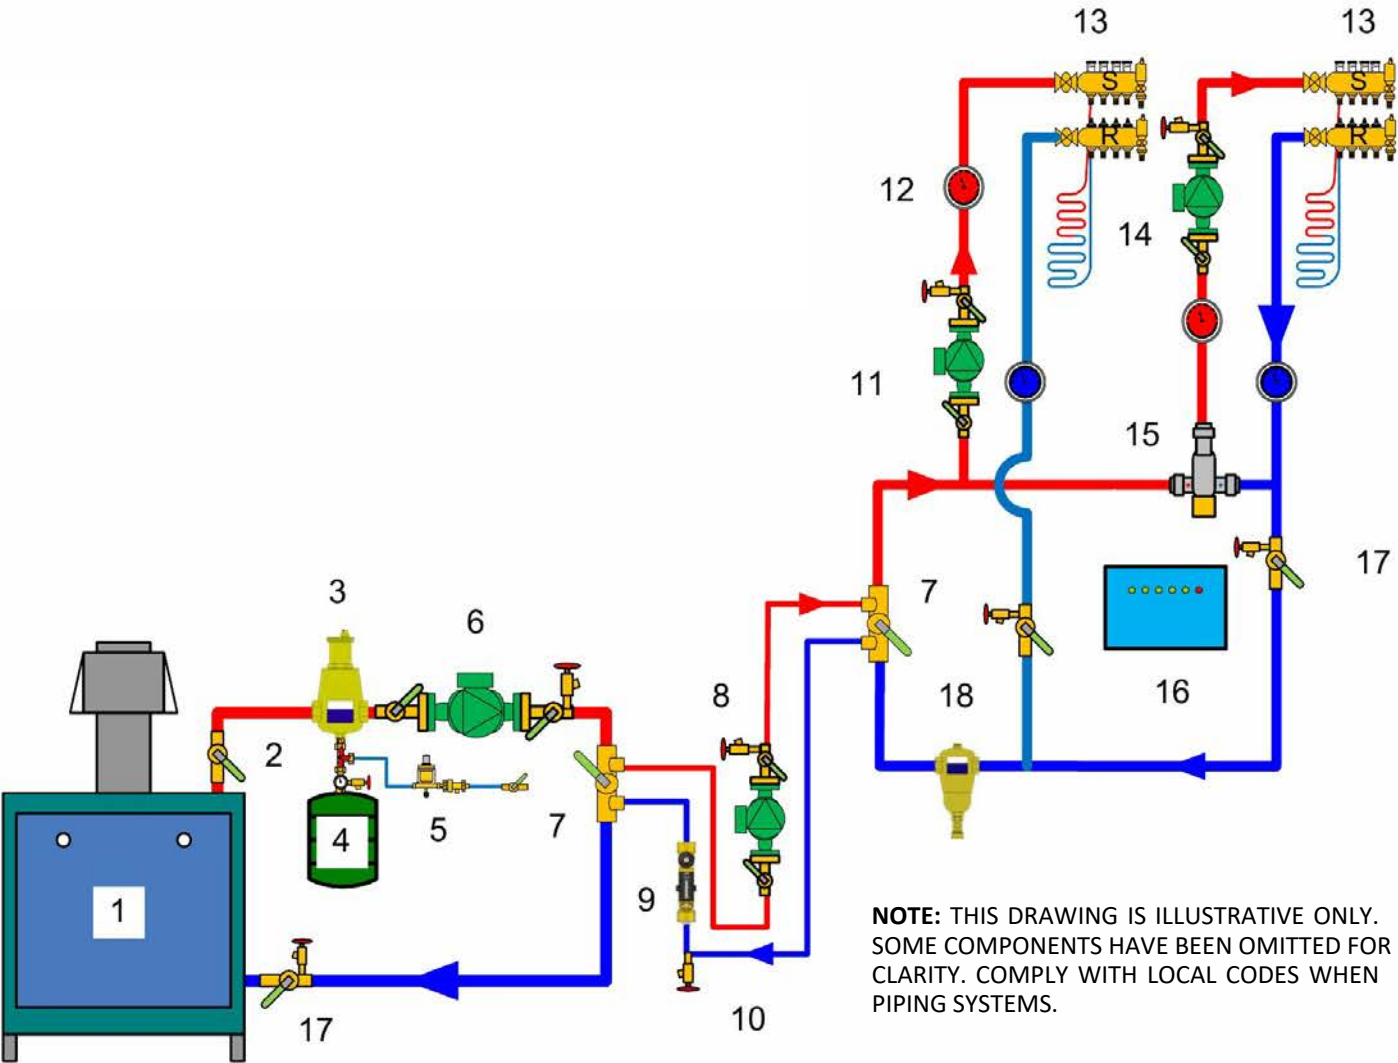 13
13
S
S
R
R
12
14
11
15
17
3
7
6
16
8
18
2
7
5
4
9
1
NOTE: THIS DRAWING IS ILLUSTRATIVE ONLY.
SOME COMPONENTS HAVE BEEN OMITTED FOR
CLARITY. COMPLY WITH LOCAL CODES WHEN
PIPING SYSTEMS.
10
17